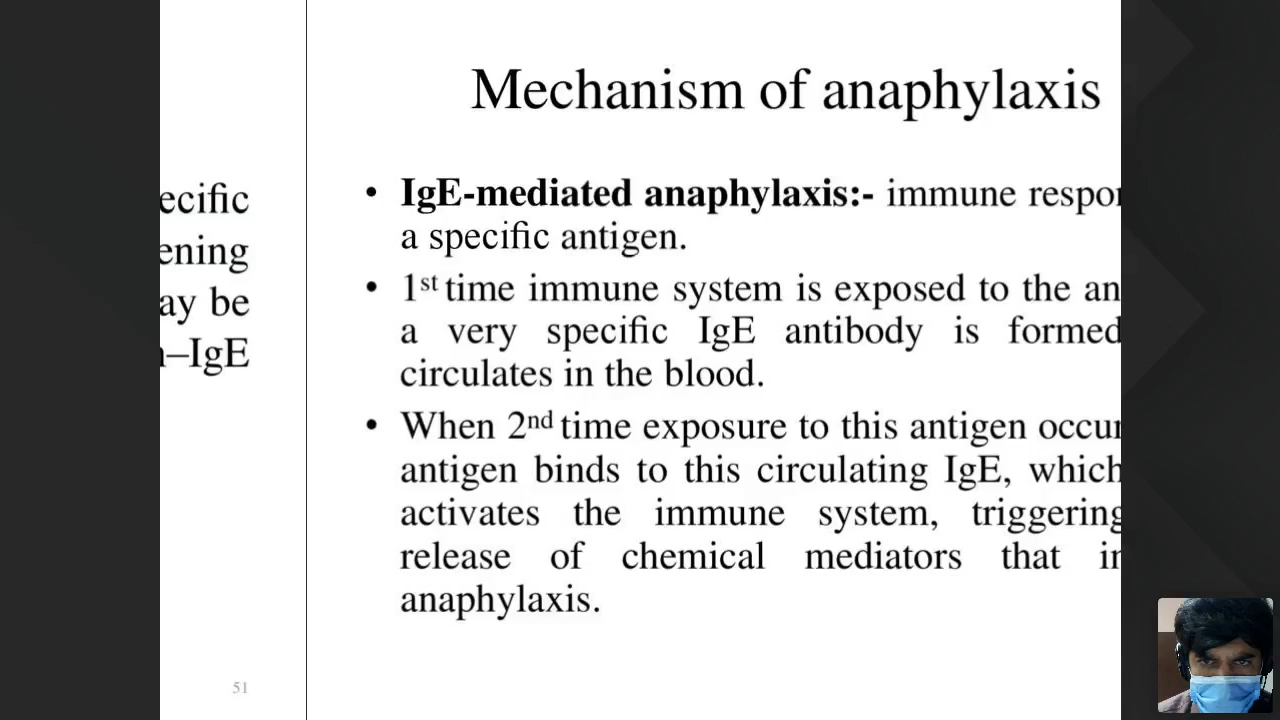 ecific
ening
ay be
–IgE
51
Mechanism of anaphylaxis
• IgE-mediated anaphylaxis:- immune respon
a specific antigen.
• 1st time immune system is exposed to the an
a very specific IgE antibody is formed
circulates in the blood.
• When 2nd time exposure to this antigen occur
antigen binds to this circulating IgE, which
activates the immune system, triggering
release of chemical mediators that in
anaphylaxis.